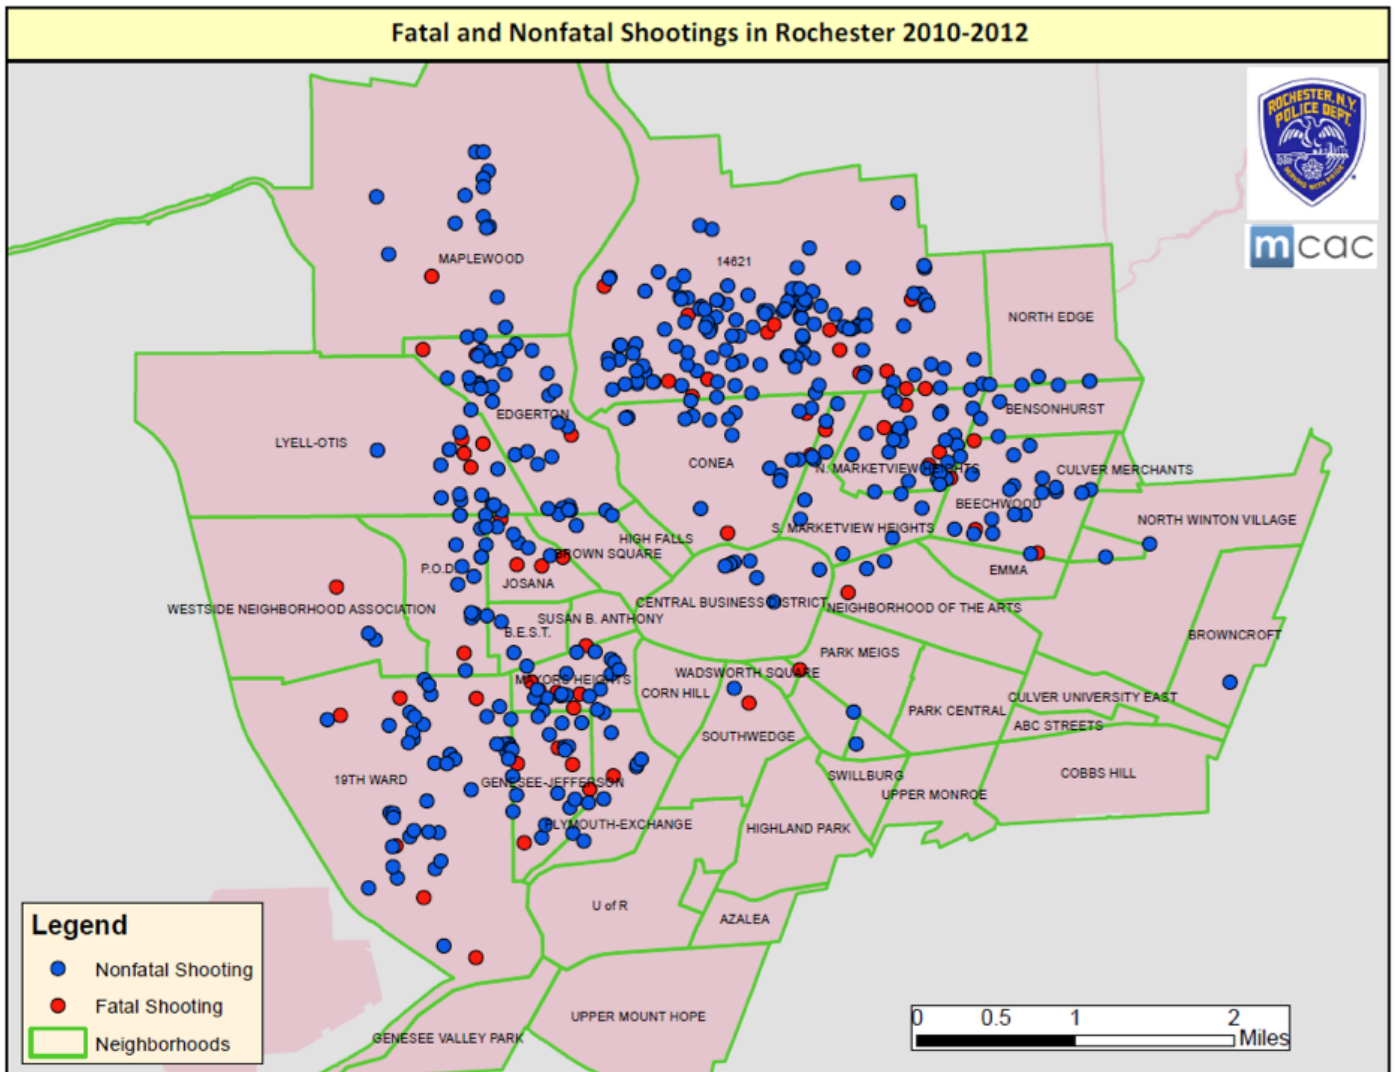 Fatal and Nonfatal Shootings in Rochester 2010-2012
ROCHESTER, N.Y.
POLICE DEPT.
SERVING WITH PRIDE
mcac
MAPLEWOOD
14621
NORTH EDGE
BENSONHURST
EDGERTON
LYELL-OTIS
CONEA
N. MARKETVIEW HEIGHTS
CULVER MERCHANTS
BEECHWOOD
NORTH WINTON VILLAGE
S. MARKETVIEW HEIGHTS
HIGH FALLS
BROWN SQUARE
P.O.D
JOSANA
EMMA
WESTSIDE NEIGHBORHOOD ASSOCIATION
CENTRAL BUSINESS DISTRICT
NEIGHBORHOOD OF THE ARTS
SUSAN B. ANTHONY
B.E.S.T.
BROWNCROFT
PARK MEIGS
WADSWORTH SQUARE
MAYORS HEIGHTS
CORN HILL
CULVER UNIVERSITY EAST
PARK CENTRAL
ABC STREETS
SOUTHWEDGE
COBBS HILL
SWILLBURG
19TH WARD
GENESEE-JEFFERSON
UPPER MONROE
PLYMOUTH-EXCHANGE
HIGHLAND PARK
U of R
AZALEA
UPPER MOUNT HOPE
GENESEE VALLEY PARK
Legend
Nonfatal Shooting
Fatal Shooting
Neighborhoods
0 0.5 1 2
Miles